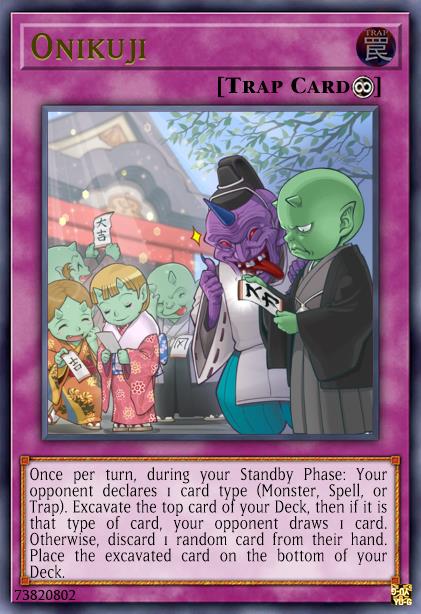 ONIKUJI
TRAP
罠
[TRAP CARD∞]
大吉
吉
Once per turn, during your Standby Phase: Your
opponent declares 1 card type (Monster, Spell, or
Trap). Excavate the top card of your Deck, then if it is
that type of card, your opponent draws 1 card.
Otherwise, discard 1 random card from their hand.
Place the excavated card on the bottom of your
Deck.
73820802